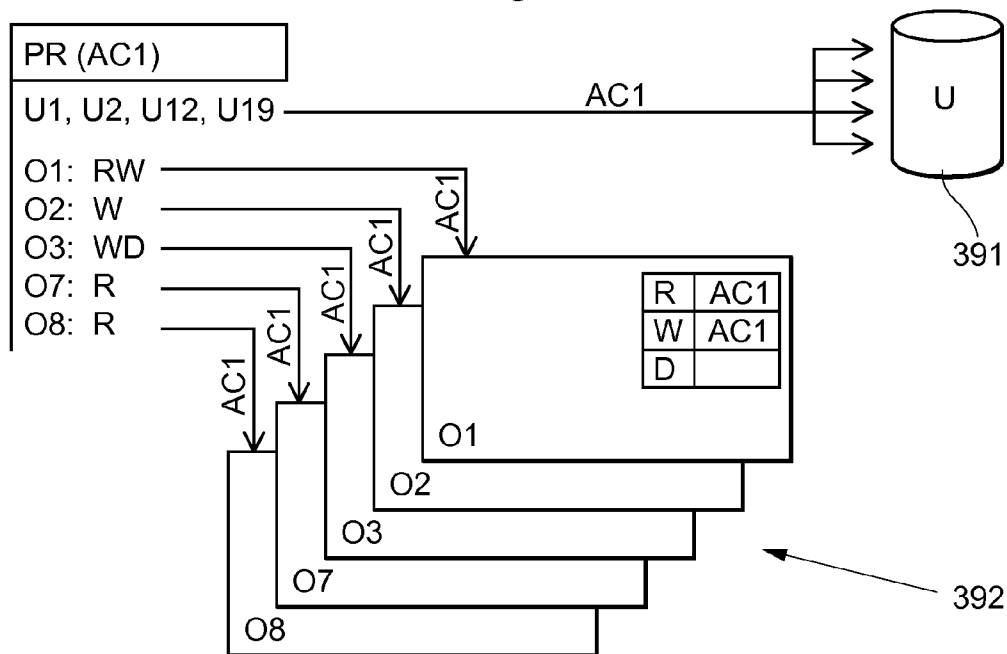 PR (AC1)
U1, U2, U12, U19
AC1
U
391
O1: RW
O2: W
O3: WD
O7: R
O8: R
AC1
AC1
AC1
AC1
AC1
R AC1
W AC1
D
O1
O2
O3
O7
O8
392